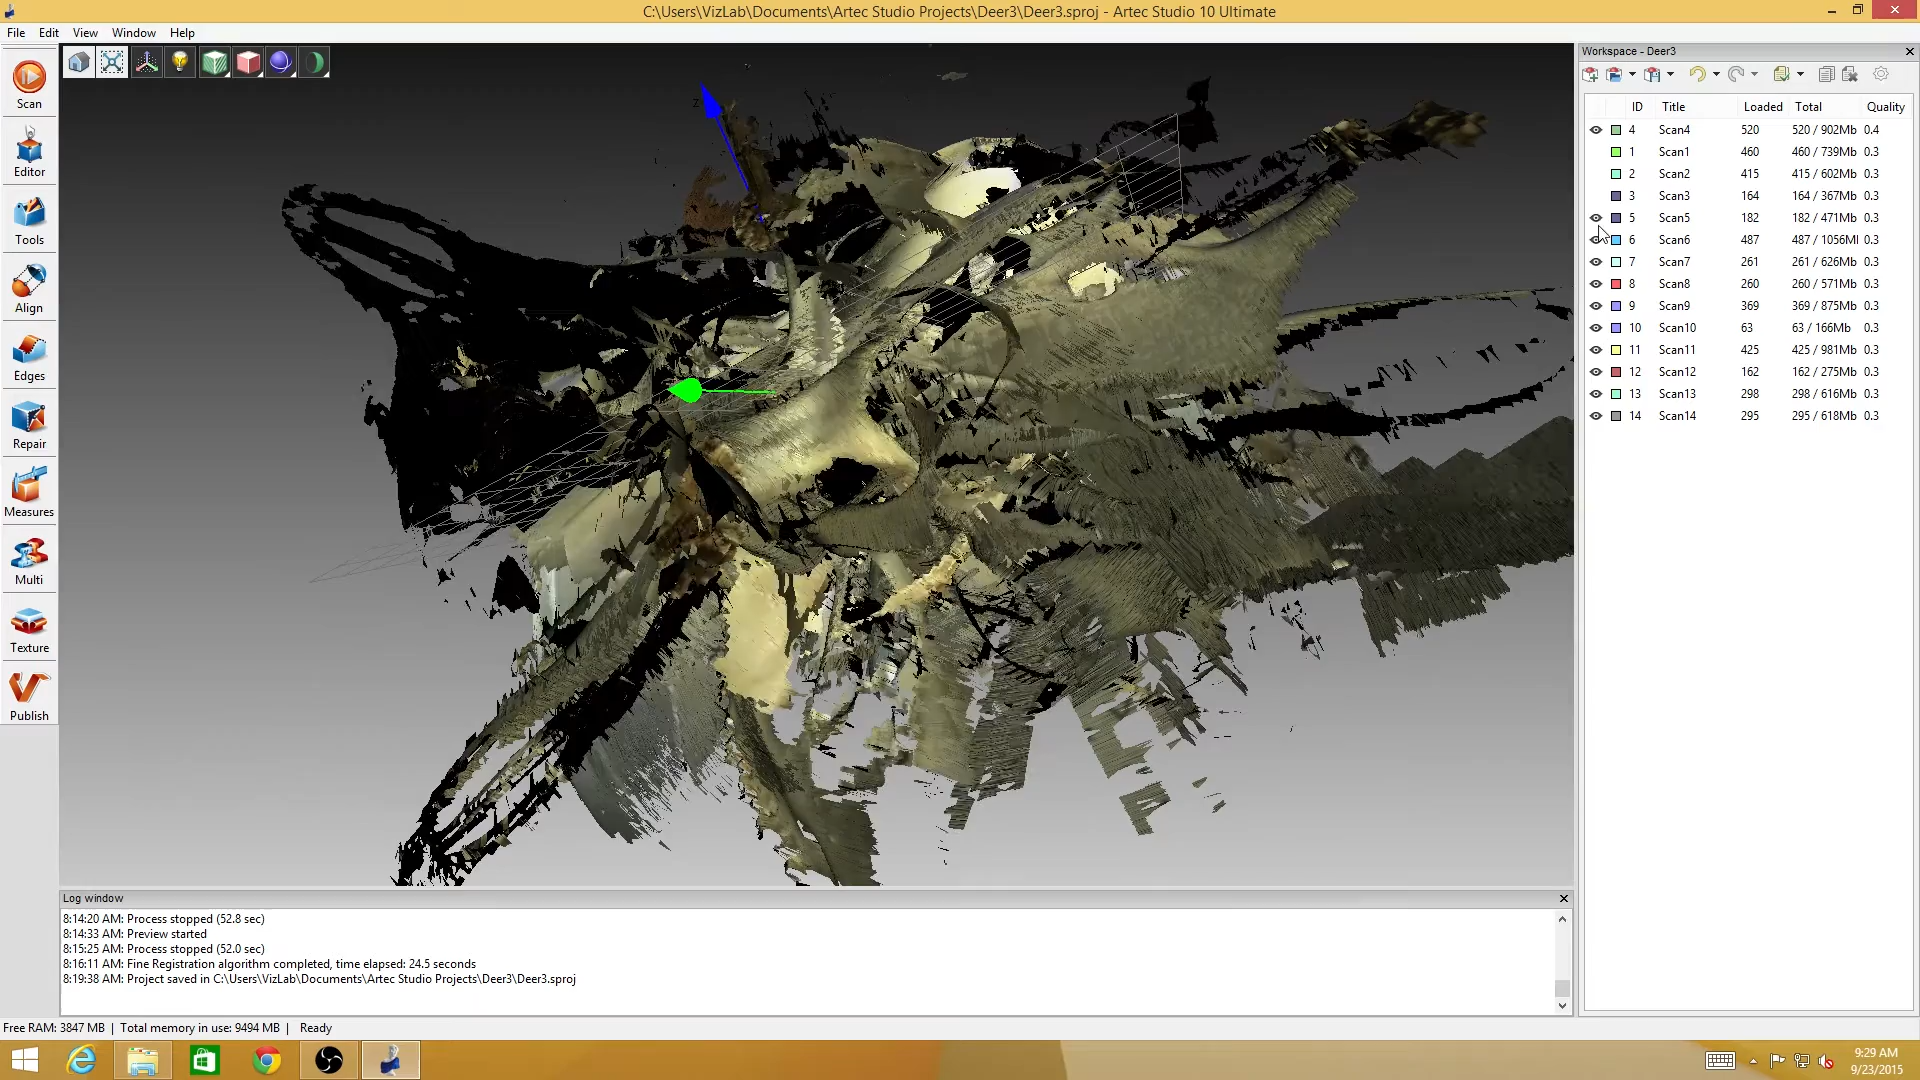 C:\Users\VizLab\Documents\Artec Studio Projects\Deer3\Deer3.sproj - Artec Studio 10 Ultimate
File Edit View Window Help
Scan
Editor
Tools
Align
Edges
Repair
Measures
Multi
Texture
Publish
Z
Workspace - Deer3
ID Title Loaded Total Quality
4 Scan4 520 520 / 902Mb 0.4
1 Scan1 460 460 / 739Mb 0.3
2 Scan2 415 415 / 602Mb 0.3
3 Scan3 164 164 / 367Mb 0.3
5 Scan5 182 182 / 471Mb 0.3
6 Scan6 487 487 / 1056M 0.3
7 Scan7 261 261 / 626Mb 0.3
8 Scan8 260 260 / 571Mb 0.3
9 Scan9 369 369 / 875Mb 0.3
10 Scan10 63 63 / 166Mb 0.3
11 Scan11 425 425 / 981Mb 0.3
12 Scan12 162 162 / 275Mb 0.3
13 Scan13 298 298 / 616Mb 0.3
14 Scan14 295 295 / 618Mb 0.3
Log window
8:14:20 AM: Process stopped (52.8 sec)
8:14:33 AM: Preview started
8:15:25 AM: Process stopped (52.0 sec)
8:16:11 AM: Fine Registration algorithm completed, time elapsed: 24.5 seconds
8:19:38 AM: Project saved in C:\Users\VizLab\Documents\Artec Studio Projects\Deer3\Deer3.sproj
Free RAM: 3847 MB | Total memory in use: 9494 MB | Ready
9:29 AM
9/23/2015